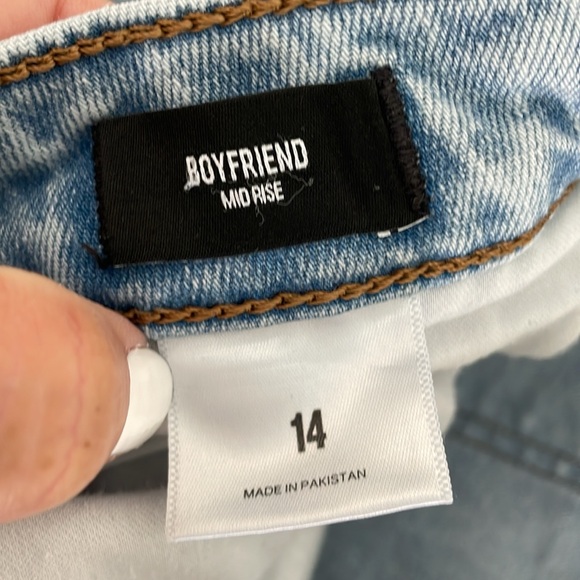 BOYFRIEND
MID RISE
14
MADE IN PAKISTAN